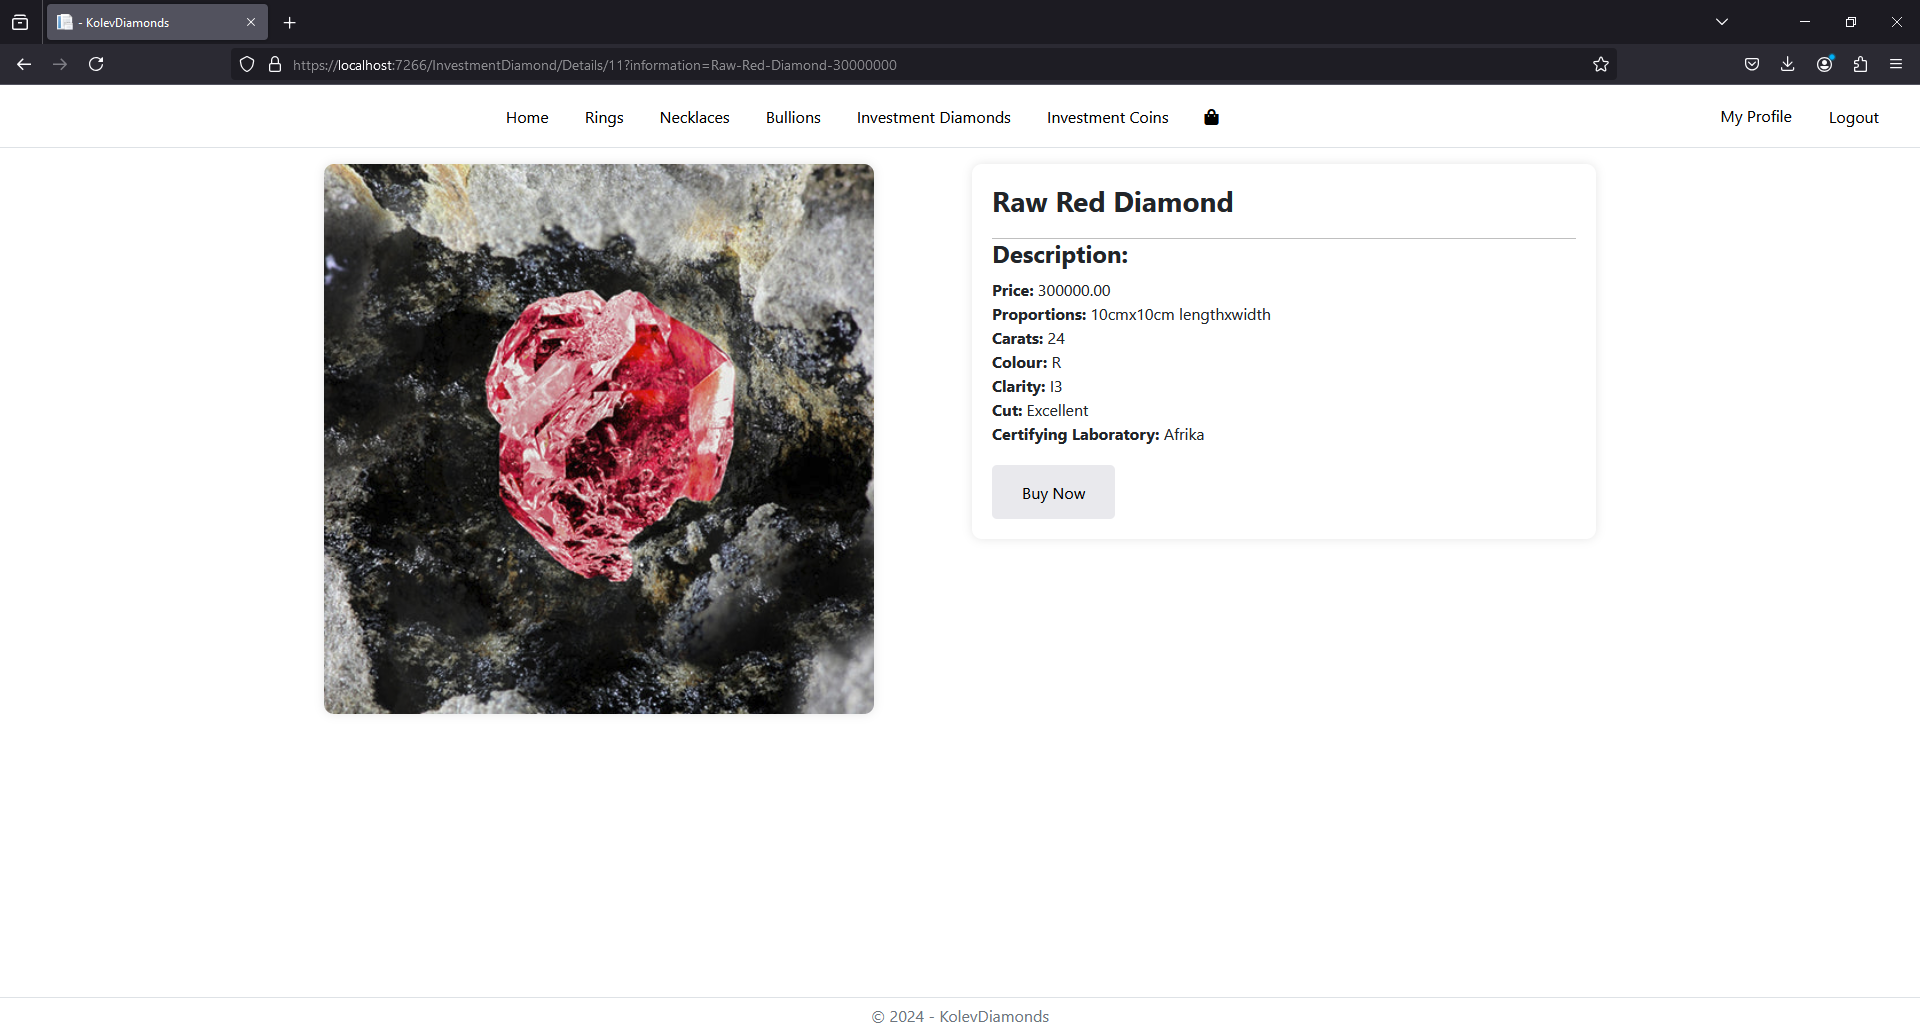 - KolevDiamonds
https://localhost:7266/InvestmentDiamond/Details/11?information=Raw-Red-Diamond-30000000
Home Rings Necklaces Bullions Investment Diamonds Investment Coins My Profile Logout
Raw Red Diamond
Description:
Price: 300000.00
Proportions: 10cmx10cm lengthxwidth
Carats: 24
Colour: R
Clarity: I3
Cut: Excellent
Certifying Laboratory: Afrika
Buy Now
© 2024 - KolevDiamonds